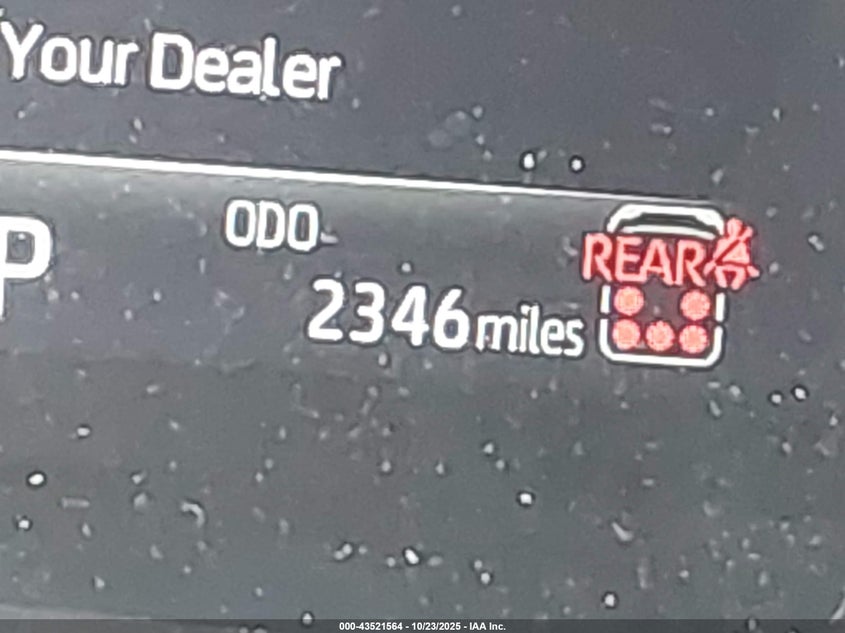 Your Dealer
ODO
P
REAR
2346 miles
000-43521564 - 10/23/2025 - IAA Inc.